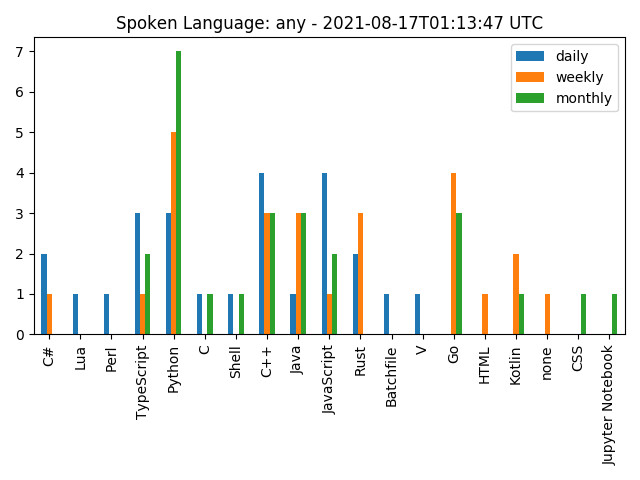 Spoken Language: any - 2021-08-17T01:13:47 UTC
daily
weekly
monthly
7
6
5
4
3
2
1
0
C#
Lua
Perl
TypeScript
Python
C
Shell
C++
Java
JavaScript
Rust
Batchfile
V
Go
HTML
Kotlin
none
CSS
Jupyter Notebook